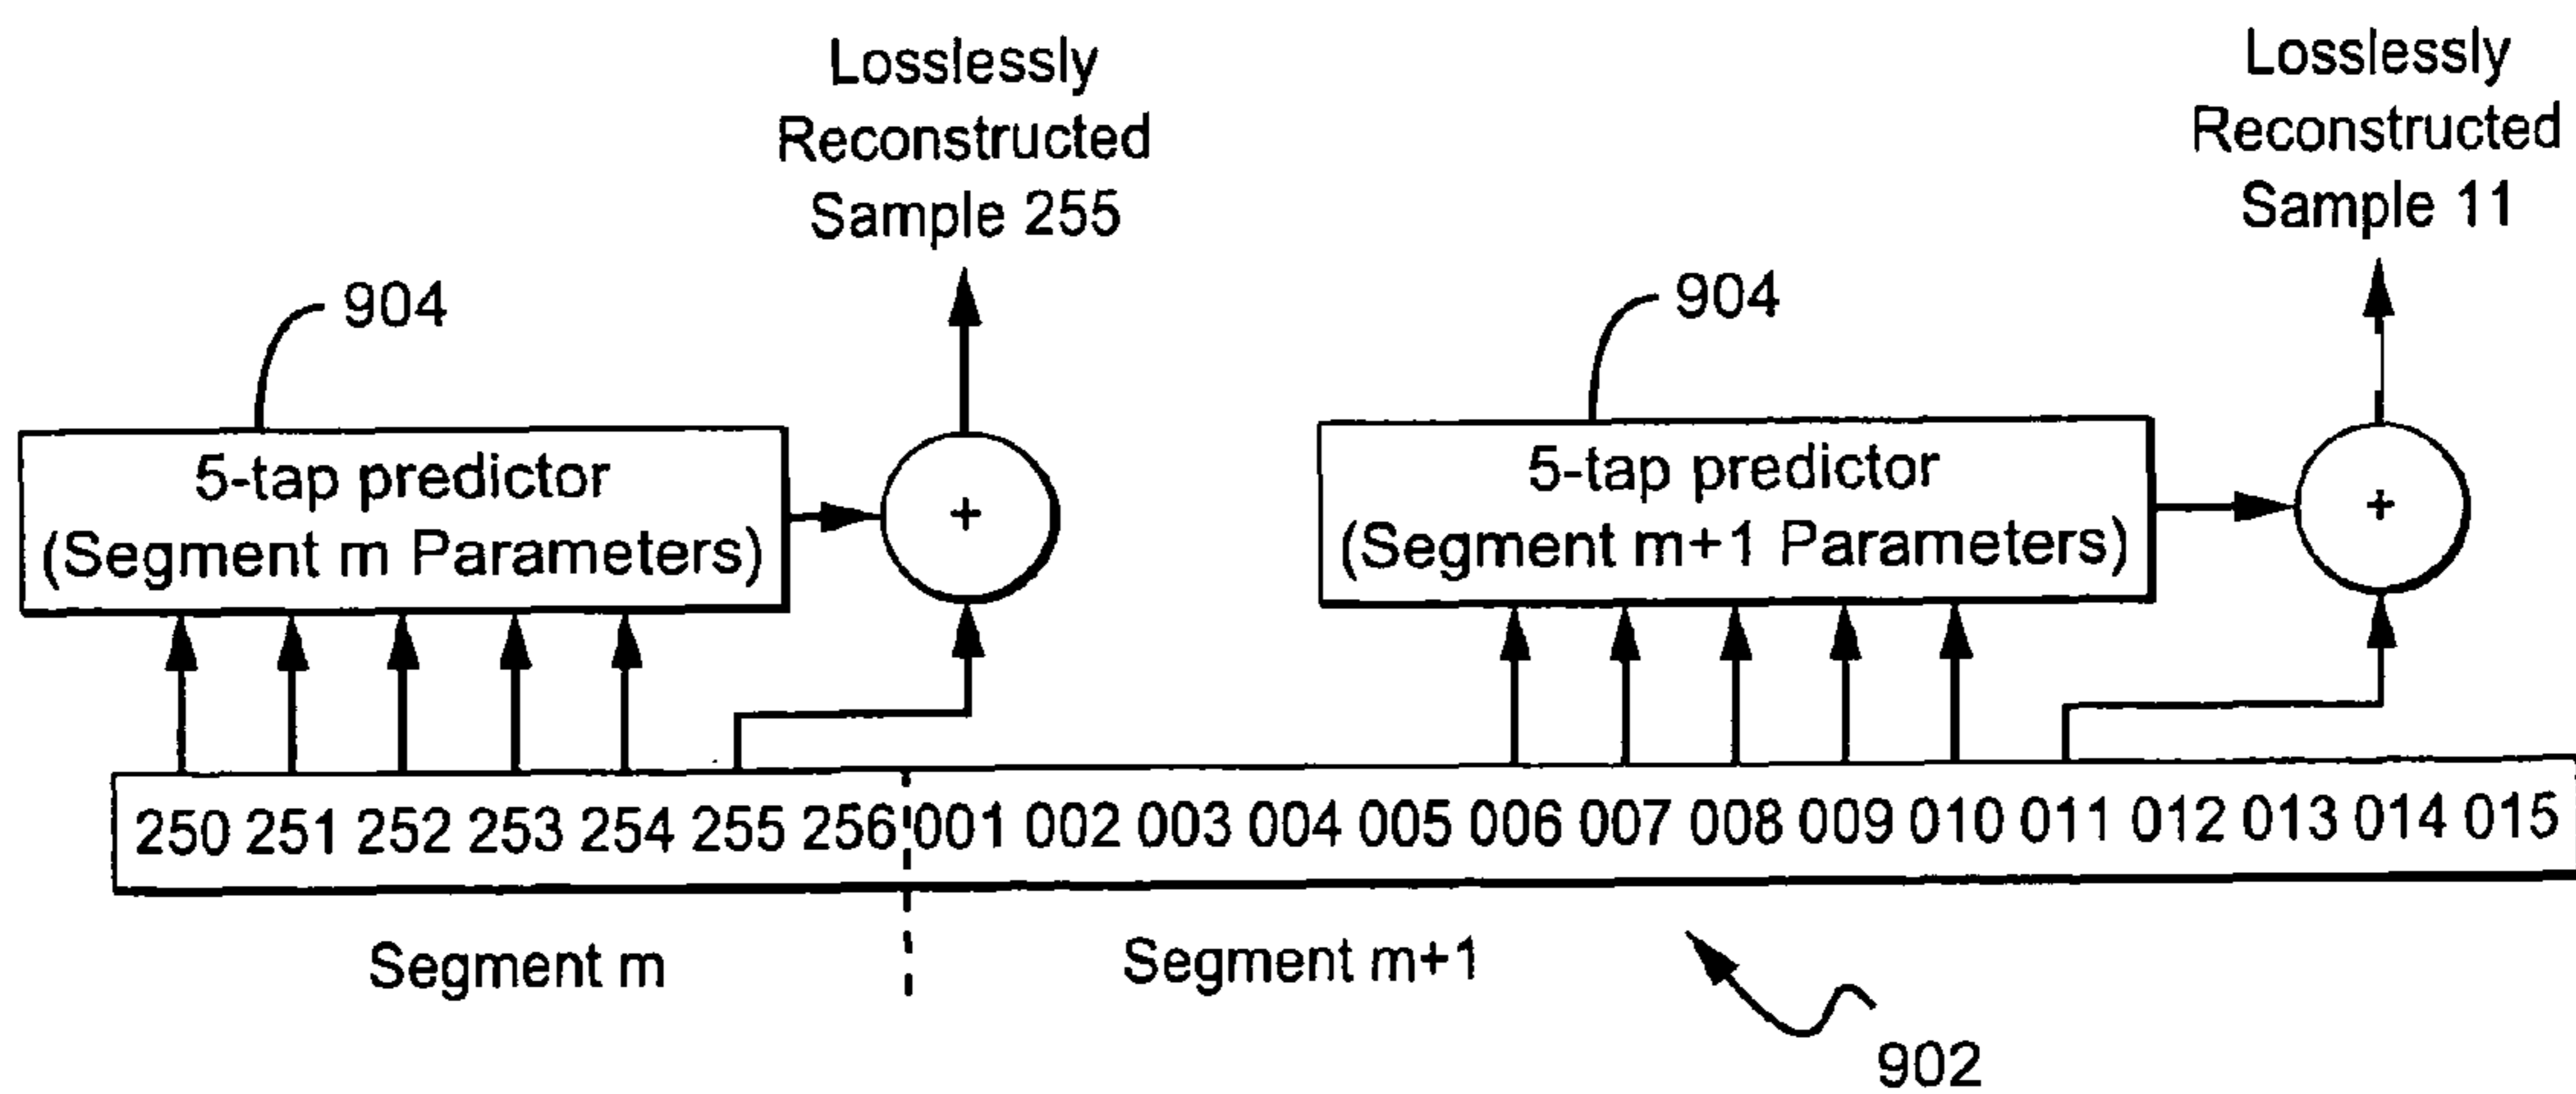 Losslessly
Reconstructed
Sample 255
Losslessly
Reconstructed
Sample 11
904
904
5-tap predictor
(Segment m Parameters)
+
5-tap predictor
(Segment m+1 Parameters)
+
250 251 252 253 254 255 256 001 002 003 004 005 006 007 008 009 010 011 012 013 014 015
Segment m
Segment m+1
902